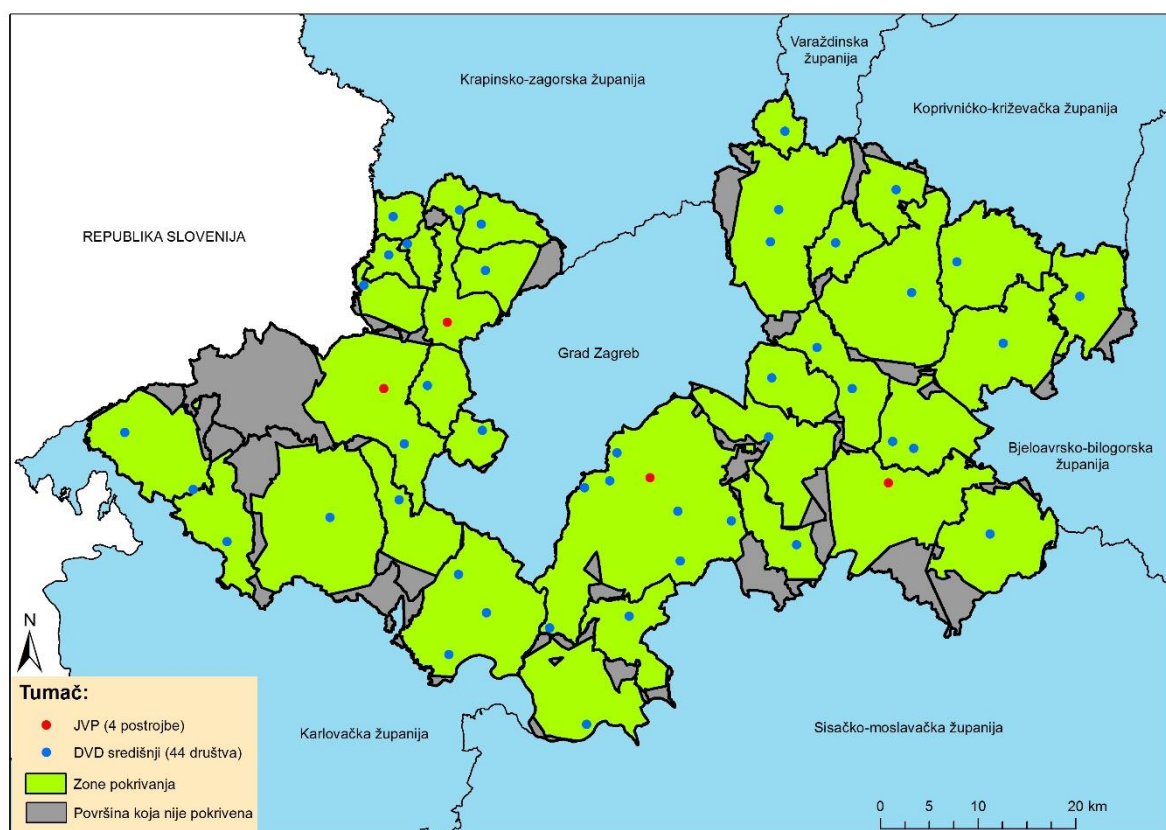 Varaždinska
županija
Krapinsko-zagorska županija
Koprivničko-križevačka županija
REPUBLIKA SLOVENIJA
Grad Zagreb
Bjeloavrsko-bilogorska
županija
N
Tumač:
JVP (4 postrojbe)
DVD središnji (44 društva)
Zone pokrivanja
Površina koja nije pokrivena
Karlovačka županija
Sisačko-moslavačka županija
0 5 10 20 km